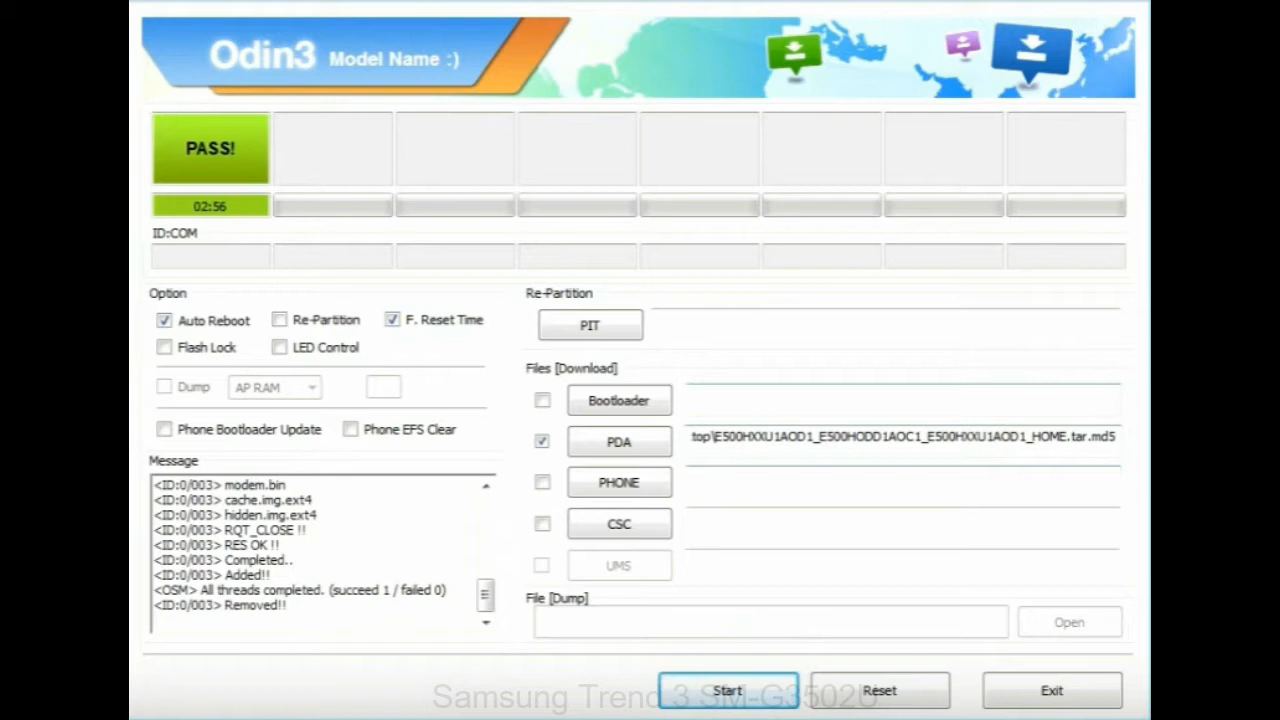 Odin3 Model Name :)
PASS!
02:56
ID:COM
Option
Auto Reboot Re-Partition F. Reset Time
Flash Lock LED Control
Dump AP RAM
Phone Bootloader Update Phone EFS Clear
Message
<ID:0/003> modem.bin
<ID:0/003> cache.img.ext4
<ID:0/003> hidden.img.ext4
<ID:0/003> RQT_CLOSE !!
<ID:0/003> RES OK !!
<ID:0/003> Completed..
<ID:0/003> Added!!
<OSM> All threads completed. (succeed 1 / failed 0)
<ID:0/003> Removed!!
Re-Partition
PIT
Files [Download]
Bootloader
PDA top\E500HXXU1AOD1_E500HODD1AOC1_E500HXXU1AOD1_HOME.tar.md5
PHONE
CSC
UMS
File [Dump]
Open
Start Reset Exit
Samsung Trend 3 SM-G3502U